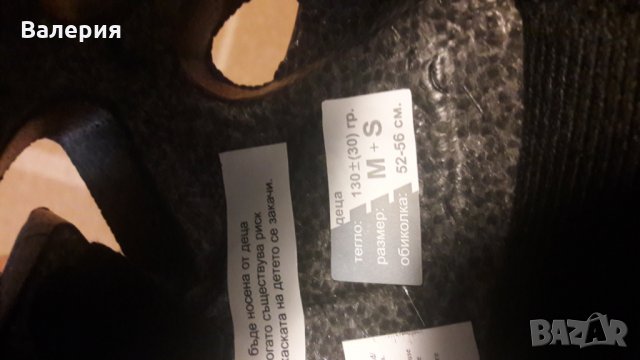 Валерия
бъде носена от деца
когато съществува риск
каската на детето се закачи.
деца
тегло: 130±(30) гр.
размер: M + S
обиколка: 52-56 см.
BAZAR